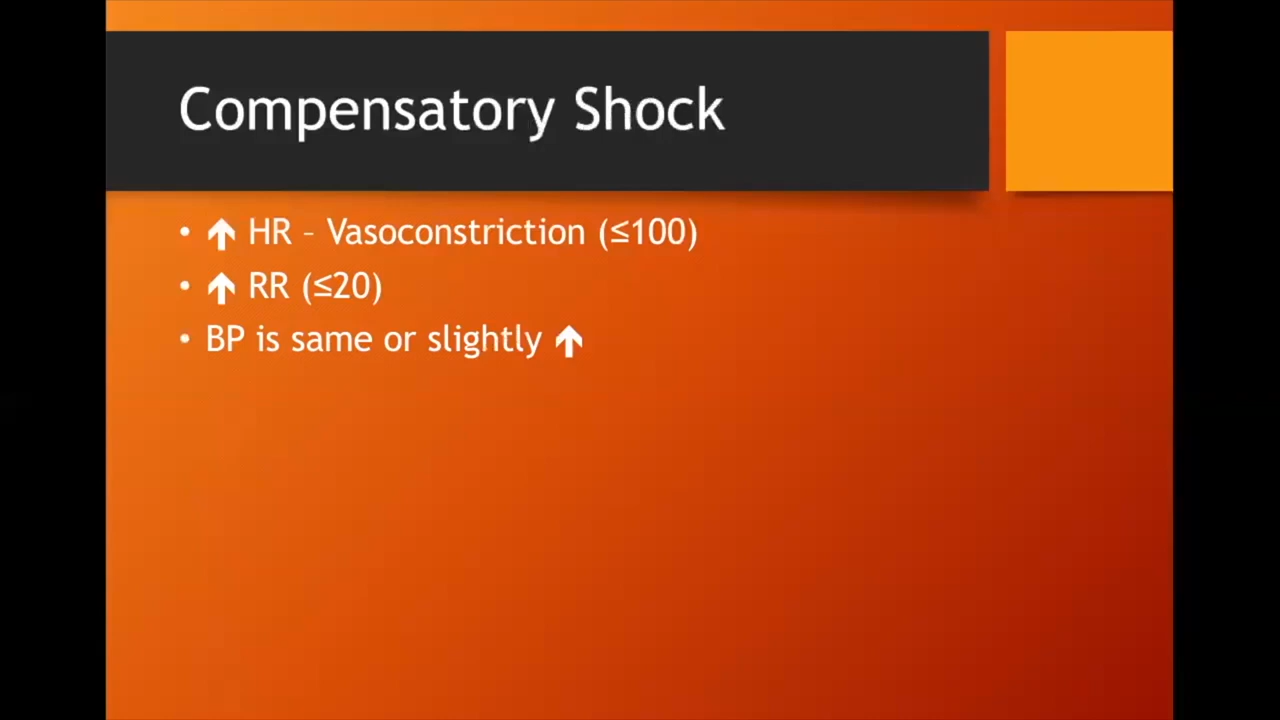 Compensatory Shock
• ↑ HR – Vasoconstriction (≤100)
• ↑ RR (≤20)
• BP is same or slightly ↑